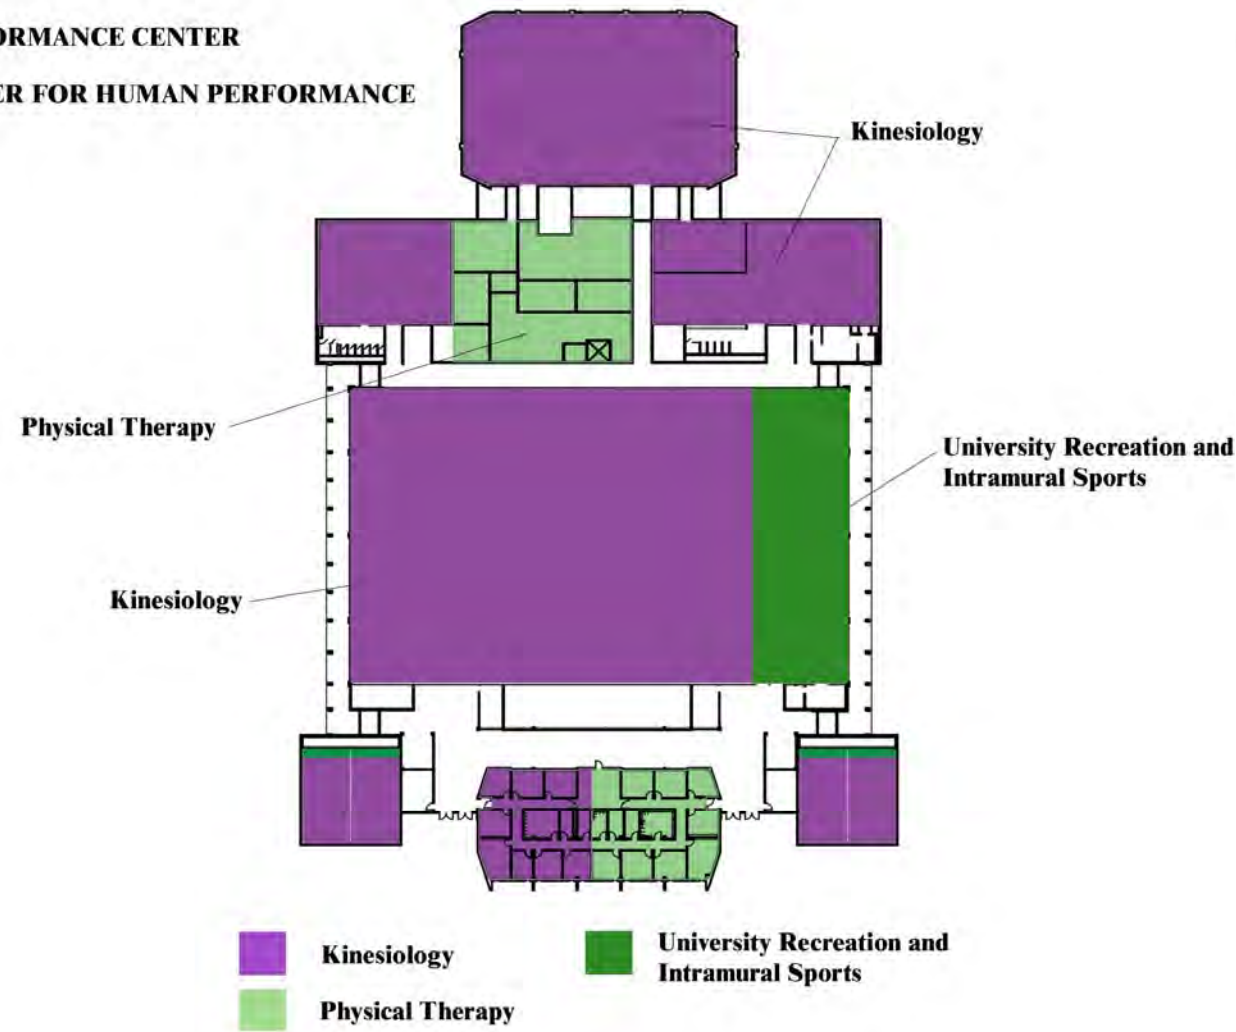 ORMANCE CENTER
ER FOR HUMAN PERFORMANCE
Kinesiology
Physical Therapy
University Recreation and
Intramural Sports
Kinesiology
Kinesiology
University Recreation and
Intramural Sports
Physical Therapy